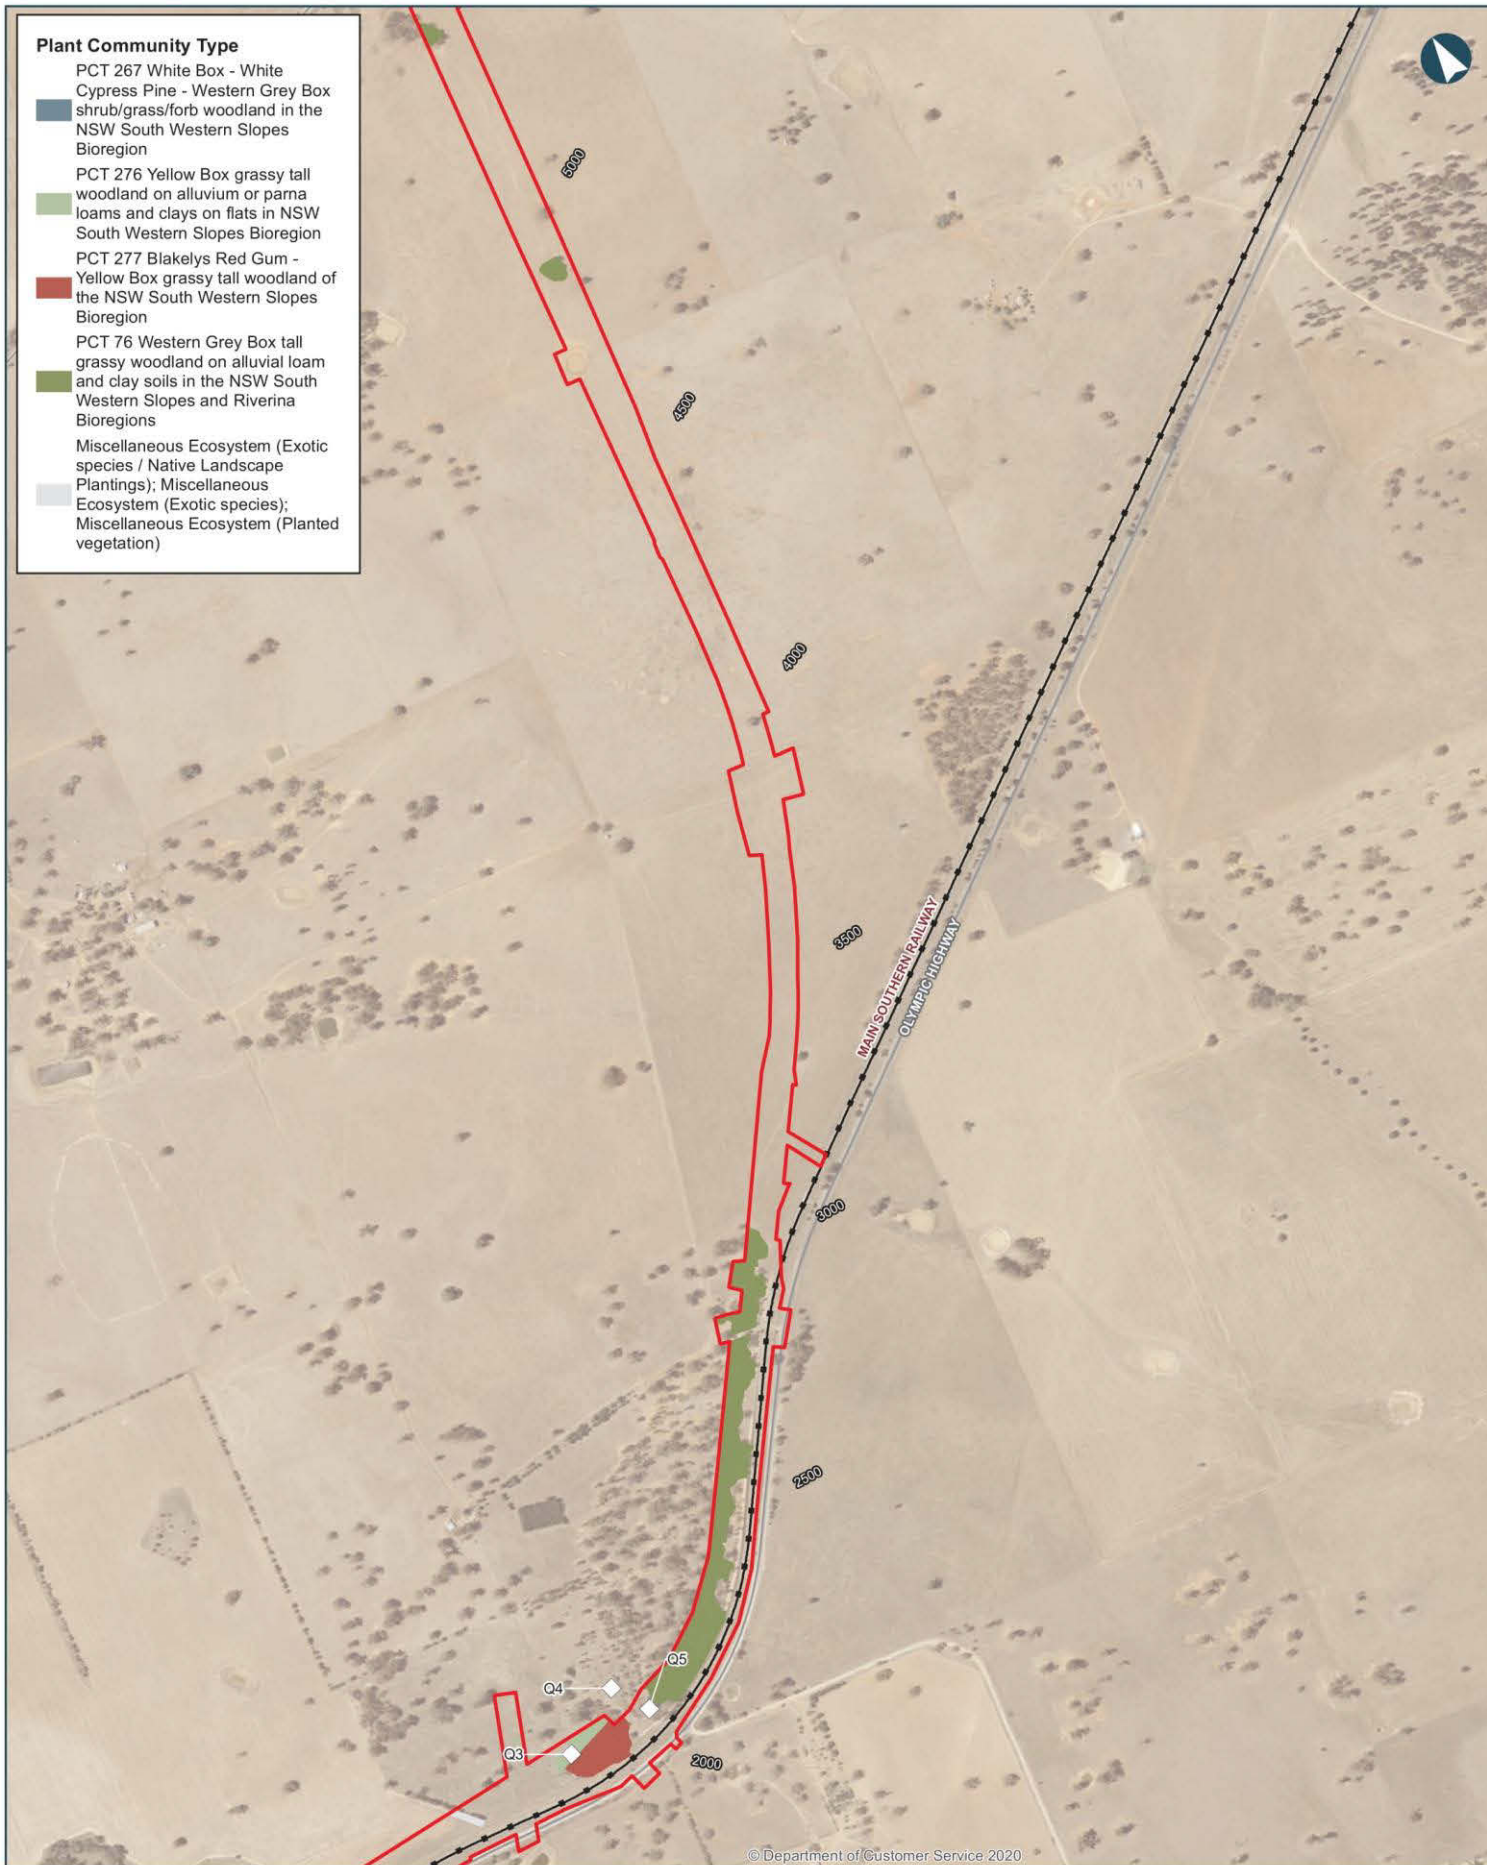 Plant Community Type
PCT 267 White Box - White
Cypress Pine - Western Grey Box
shrub/grass/forb woodland in the
NSW South Western Slopes
Bioregion
PCT 276 Yellow Box grassy tall
woodland on alluvium or parna
loams and clays on flats in NSW
South Western Slopes Bioregion
PCT 277 Blakelys Red Gum -
Yellow Box grassy tall woodland of
the NSW South Western Slopes
Bioregion
PCT 76 Western Grey Box tall
grassy woodland on alluvial loam
and clay soils in the NSW South
Western Slopes and Riverina
Bioregions
Miscellaneous Ecosystem (Exotic
species / Native Landscape
Plantings); Miscellaneous
Ecosystem (Exotic species);
Miscellaneous Ecosystem (Planted
vegetation)
5000
4500
4000
3500
MAIN SOUTHERN RAILWAY
OLYMPIC HIGHWAY
3000
2500
Q5
Q4
Q3
2000
© Department of Customer Service 2020